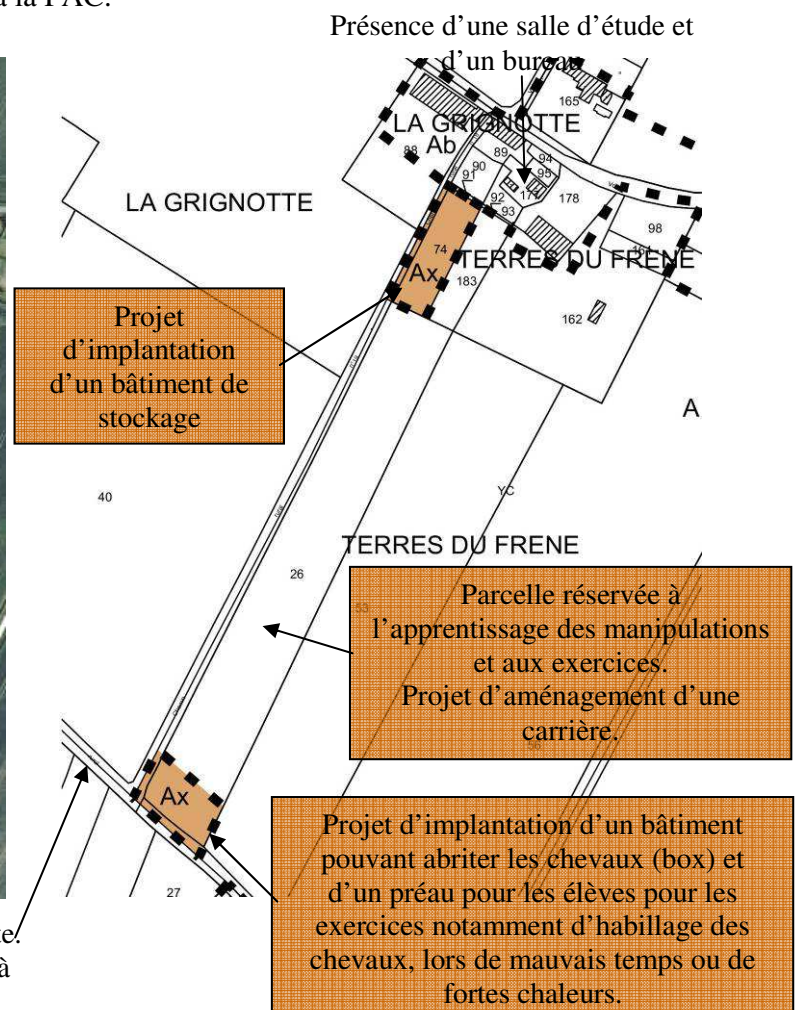 à la PAC.
Présence d’une salle d’étude et
d’un bureau
165
LA GRIGNOTTE
Ab
88
89
94
90
95
91
177
178
92
93
LA GRIGNOTTE
98
74
TERRES DU FRENE
Ax
183
162
Projet
d’implantation
d’un bâtiment de
stockage
A
40
YC
TERRES DU FRENE
26
53
Parcelle réservée à
l’apprentissage des manipulations
et aux exercices.
Projet d’aménagement d’une
carrière.
56
Ax
27
Projet d’implantation d’un bâtiment
pouvant abriter les chevaux (box) et
d’un préau pour les élèves pour les
exercices notamment d’habillage des
chevaux, lors de mauvais temps ou de
fortes chaleurs.
te.
à